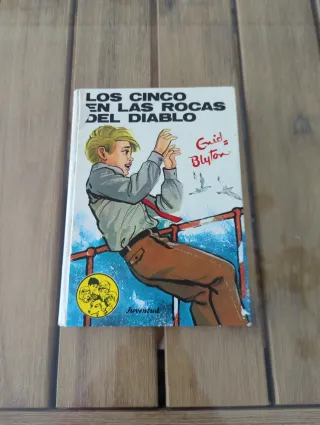 LOS CINCO
EN LAS ROCAS
DEL DIABLO
Enid
Blyton
Juventud